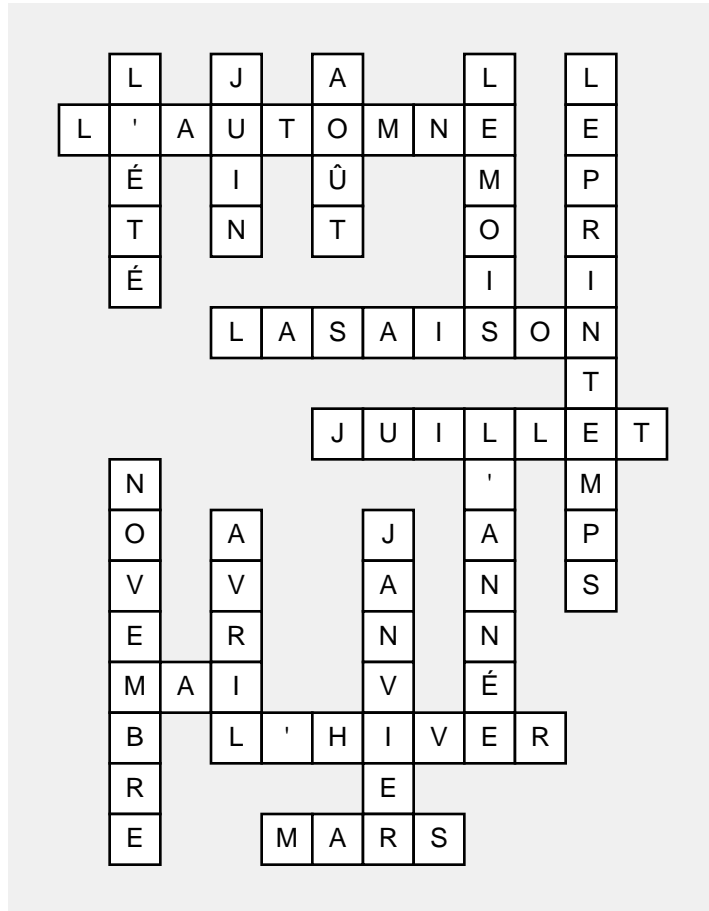 L J A L L
L ' A U T O M N E E
É I Û M P
T N T O R
É I I
L A S A I S O N
T
J U I L L E T
N ' M
O A J A P
V V A N S
E R N N
M A I V É
B L ' H I V E R
R E
E M A R S